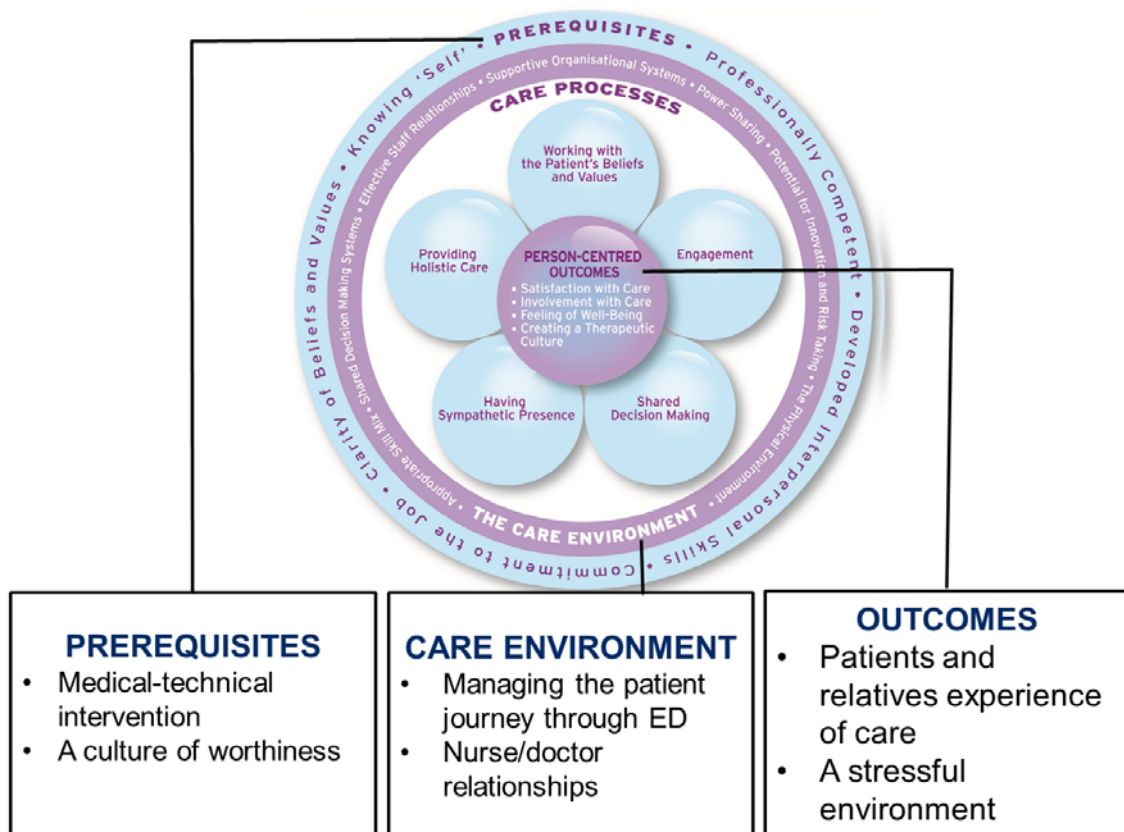 PREREQUISITES • Professionally Competent • Developed Interpersonal Skills • Commitment to the Job • Clarity of Beliefs and Values • Knowing 'Self' •
Appropriate Skill Mix • Shared Decision Making Systems • Effective Staff Relationships • Supportive Organisational Systems • Power Sharing • Potential for Innovation and Risk Taking • The Physical Environment •
CARE PROCESSES
Working with
the Patient's Beliefs
and Values
Providing
Holistic Care
Engagement
PERSON-CENTRED
OUTCOMES
• Satisfaction with Care
• Involvement with Care
• Feeling of Well-Being
• Creating a Therapeutic
Culture
Having
Sympathetic Presence
Shared
Decision Making
THE CARE ENVIRONMENT
PREREQUISITES
• Medical-technical
intervention
• A culture of worthiness
CARE ENVIRONMENT
• Managing the patient
journey through ED
• Nurse/doctor
relationships
OUTCOMES
• Patients and
relatives experience
of care
• A stressful
environment